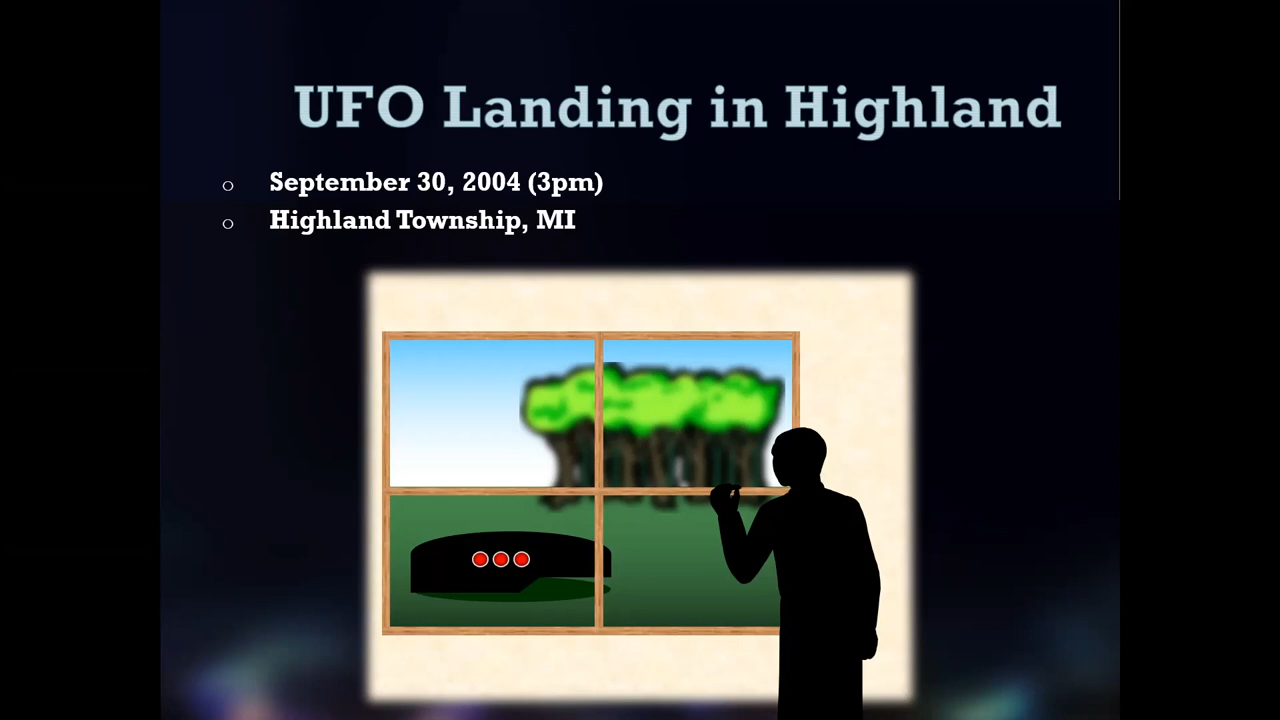 UFO Landing in Highland
September 30, 2004 (3pm)
Highland Township, MI